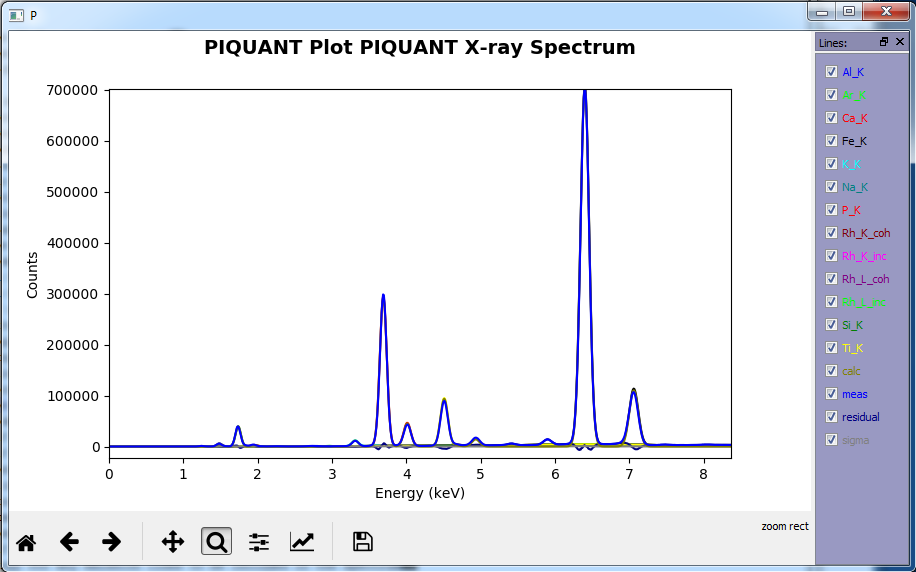 P
PIQUANT Plot PIQUANT X-ray Spectrum
Lines:
700000
600000
500000
400000
300000
200000
100000
0
Counts
0 1 2 3 4 5 6 7 8
Energy (keV)
Al_K
Ar_K
Ca_K
Fe_K
K_K
Na_K
P_K
Rh_K_coh
Rh_K_inc
Rh_L_coh
Rh_L_inc
Si_K
Ti_K
calc
meas
residual
sigma
zoom rect